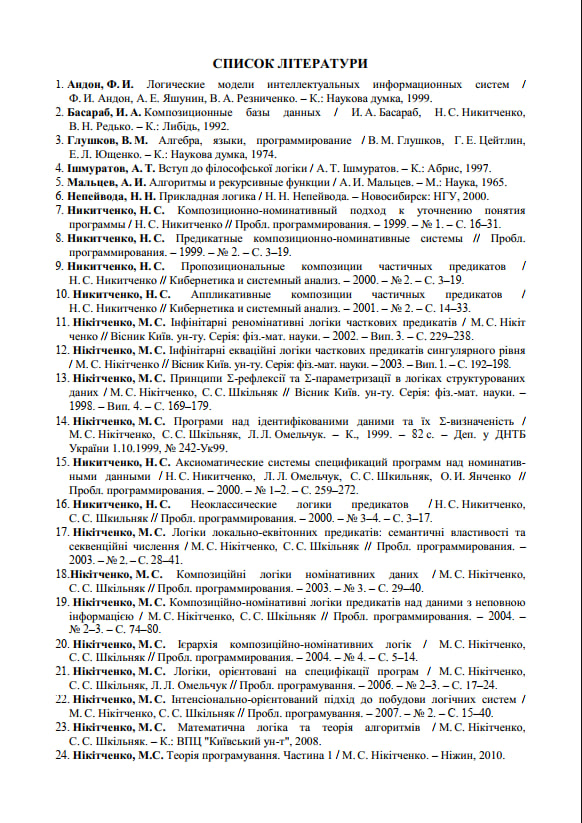 СПИСОК ЛІТЕРАТУРИ
1. Андон, Ф. И. Логические модели интеллектуальных информационных систем /
Ф. И. Андон, А. Е. Яшунин, В. А. Резниченко. – К.: Наукова думка, 1999.
2. Басараб, И. А. Композиционные базы данных / И. А. Басараб, Н. С. Никитченко,
В. Н. Редько. – К.: Либідь, 1992.
3. Глушков, В. М. Алгебра, языки, программирование / В. М. Глушков, Г. Е. Цейтлин,
Е. Л. Ющенко. – К.: Наукова думка, 1974.
4. Ішмуратов, А. Т. Вступ до філософської логіки / А. Т. Ішмуратов. – К.: Абрис, 1997.
5. Мальцев, А. И. Алгоритмы и рекурсивные функции / А. И. Мальцев. – М.: Наука, 1965.
6. Непейвода, Н. Н. Прикладная логика / Н. Н. Непейвода. – Новосибирск: НГУ, 2000.
7. Никитченко, Н. С. Композиционно-номинативный подход к уточнению понятия
программы / Н. С. Никитченко // Пробл. программирования. – 1999. – № 1. – С. 16–31.
8. Никитченко, Н. С. Предикатные композиционно-номинативные системы // Пробл.
программирования. – 1999. – № 2. – С. 3–19.
9. Никитченко, Н. С. Пропозициональные композиции частичных предикатов /
Н. С. Никитченко // Кибернетика и системный анализ. – 2000. – № 2. – С. 3–19.
10. Никитченко, Н. С. Аппликативные композиции частичных предикатов /
Н. С. Никитченко // Кибернетика и системный анализ. – 2001. – № 2. – С. 14–33.
11. Нікітченко, М. С. Інфінітарні реномінативні логіки часткових предикатів / М. С. Нікіт
ченко // Вісник Київ. ун-ту. Серія: фіз.-мат. науки. – 2002. – Вип. 3. – С. 229–238.
12. Нікітченко, М. С. Інфінітарні екваційні логіки часткових предикатів сингулярного рівня
/ М. С. Нікітченко // Вісник Київ. ун-ту. Серія: фіз.-мат. науки. – 2003. – Вип. 1. – С. 192–198.
13. Нікітченко, М. С. Принципи Σ-рефлексії та Σ-параметризації в логіках структурованих
даних / М. С. Нікітченко, С. С. Шкільняк // Вісник Київ. ун-ту. Серія: фіз.-мат. науки. –
1998. – Вип. 4. – С. 169–179.
14. Нікітченко, М. С. Програми над ідентифікованими даними та їх Σ-визначеність /
М. С. Нікітченко, С. С. Шкільняк, Л. Л. Омельчук. – К., 1999. – 82 с. – Деп. у ДНТБ
України 1.10.1999, № 242-Ук99.
15. Никитченко, Н. С. Аксиоматические системы спецификаций программ над номинатив-
ными данными / Н. С. Никитченко, Л. Л. Омельчук, С. С. Шкильняк, О. И. Янченко //
Пробл. программирования. – 2000. – № 1–2. – С. 259–272.
16. Никитченко, Н. С. Неоклассические логики предикатов / Н. С. Никитченко,
С. С. Шкильняк // Пробл. программирования. – 2000. – № 3–4. – С. 3–17.
17. Нікітченко, М. С. Логіки локально-еквітонних предикатів: семантичні властивості та
секвенційні числення / М. С. Нікітченко, С. С. Шкільняк // Пробл. программирования. –
2003. – № 2. – С. 28–41.
18.Нікітченко, М. С. Композиційні логіки номінативних даних / М. С. Нікітченко,
С. С. Шкільняк // Пробл. программирования. – 2003. – № 3. – С. 29–40.
19. Нікітченко, М. С. Композиційно-номінативні логіки предикатів над даними з неповною
інформацією / М. С. Нікітченко, С. С. Шкільняк // Пробл. программирования. – 2004. –
№ 2–3. – С. 74–80.
20. Нікітченко, М. С. Ієрархія композиційно-номінативних логік / М. С. Нікітченко,
С. С. Шкільняк // Пробл. программирования. – 2004. – № 4. – С. 5–14.
21. Нікітченко, М. С. Логіки, орієнтовані на специфікації програм / М. С. Нікітченко,
С. С. Шкільняк, Л. Л. Омельчук // Пробл. програмування. – 2006. – № 2–3. – С. 17–24.
22. Нікітченко, М. С. Інтенсіонально-орієнтований підхід до побудови логічних систем /
М. С. Нікітченко, С. С. Шкільняк // Пробл. програмування. – 2007. – № 2. – С. 15–40.
23. Нікітченко, М. С. Математична логіка та теорія алгоритмів / М. С. Нікітченко,
С. С. Шкільняк. – К.: ВПЦ "Київський ун-т", 2008.
24. Нікітченко, М.С. Теорія програмування. Частина 1 / М. С. Нікітченко. – Ніжин, 2010.